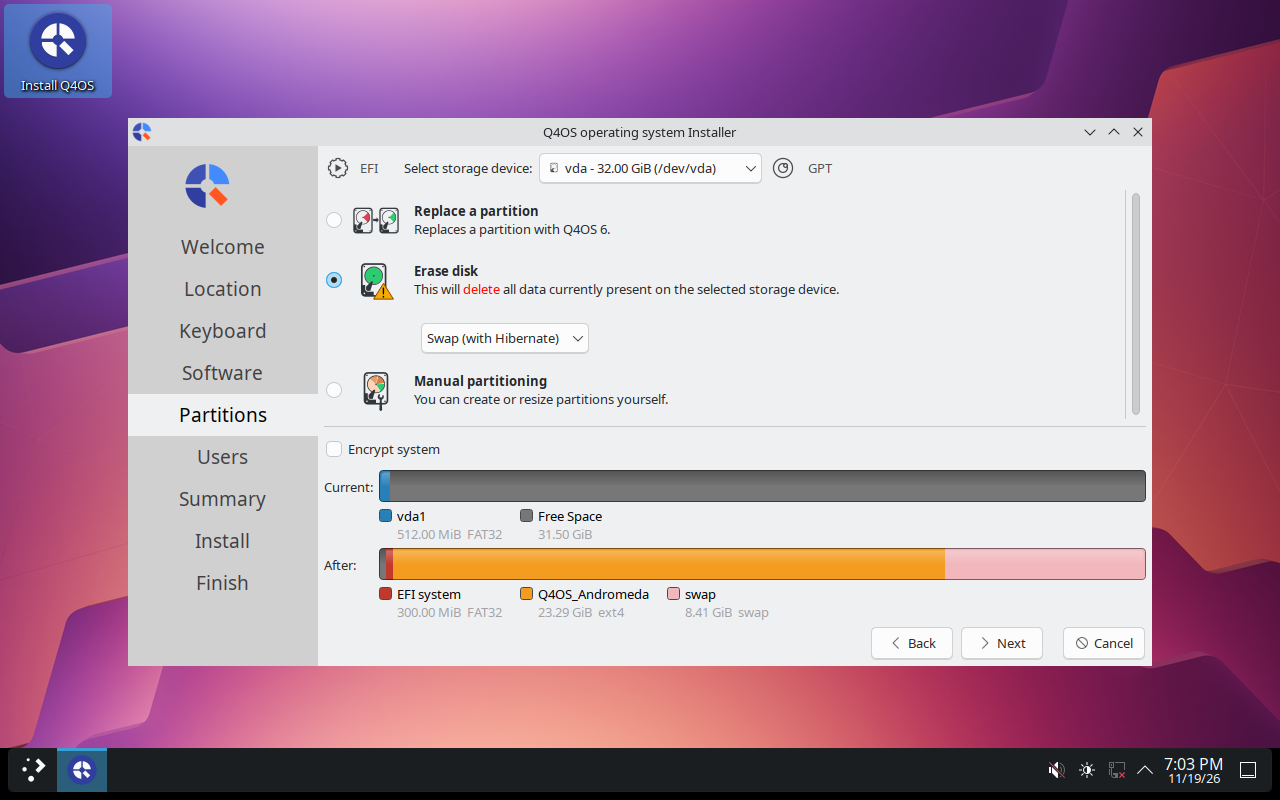 Install Q4OS
Q4OS operating system Installer
Welcome
Location
Keyboard
Software
Partitions
Users
Summary
Install
Finish
EFI
Select storage device:
vda - 32.00 GiB (/dev/vda)
GPT
Replace a partition
Replaces a partition with Q4OS 6.
Erase disk
This will delete all data currently present on the selected storage device.
Swap (with Hibernate)
Manual partitioning
You can create or resize partitions yourself.
Encrypt system
Current:
vda1
512.00 MiB FAT32
Free Space
31.50 GiB
After:
EFI system
300.00 MiB FAT32
Q4OS_Andromeda
23.29 GiB ext4
swap
8.41 GiB swap
Back
Next
Cancel
7:03 PM
11/19/26